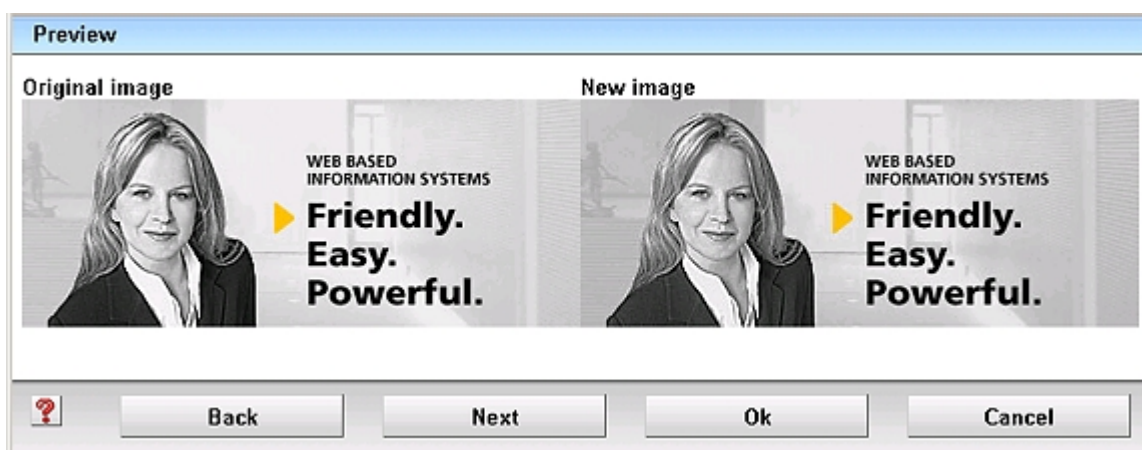 Preview
Original image
New image
WEB BASED
INFORMATION SYSTEMS
Friendly.
Easy.
Powerful.
WEB BASED
INFORMATION SYSTEMS
Friendly.
Easy.
Powerful.
?
Back
Next
Ok
Cancel